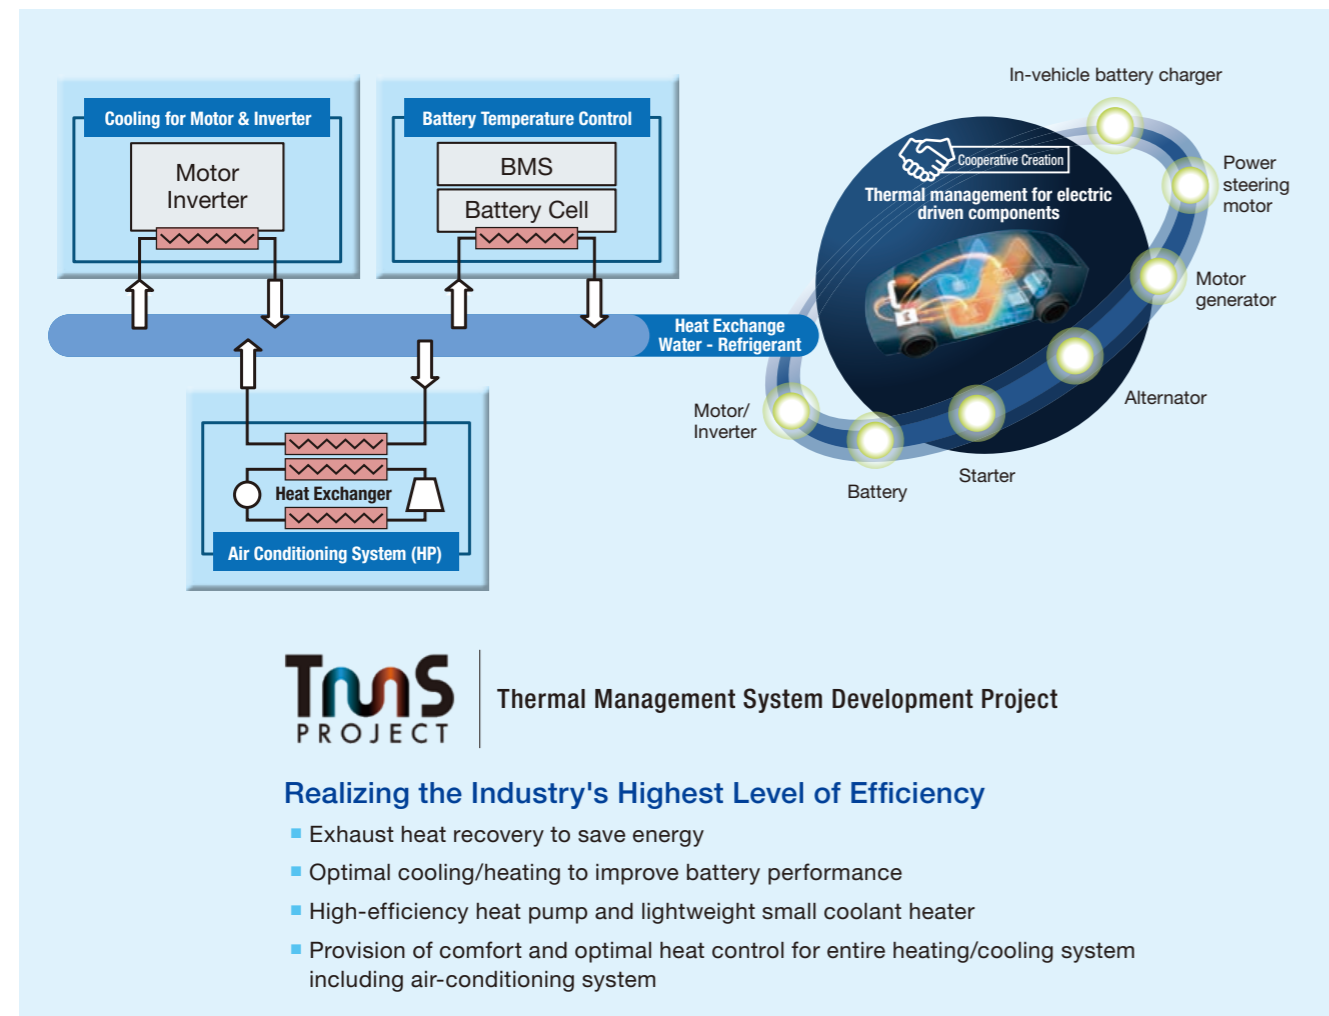 Cooling for Motor & Inverter
Motor
Inverter
Battery Temperature Control
BMS
Battery Cell
Heat Exchange
Water - Refrigerant
Heat Exchanger
Air Conditioning System (HP)
In-vehicle battery charger
Cooperative Creation
Thermal management for electric
driven components
Power
steering
motor
Motor
generator
Alternator
Starter
Battery
Motor/
Inverter
TMS
PROJECT
Thermal Management System Development Project
Realizing the Industry's Highest Level of Efficiency
Exhaust heat recovery to save energy
Optimal cooling/heating to improve battery performance
High-efficiency heat pump and lightweight small coolant heater
Provision of comfort and optimal heat control for entire heating/cooling system
including air-conditioning system